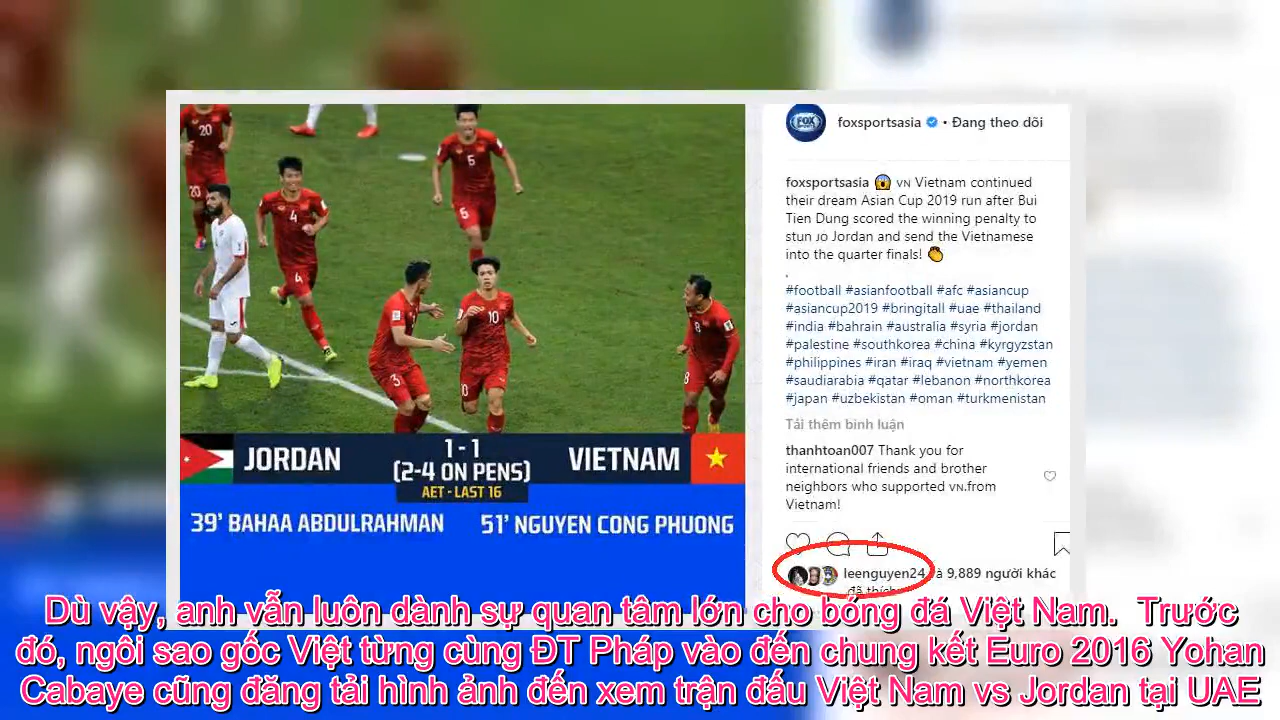 20
6
5
6
4
4
3
10
0
8
8
JORDAN
1 - 1
(2-4 ON PENS)
VIETNAM
AET - LAST 16
39' BAHAA ABDULRAHMAN
51' NGUYEN CONG PHUONG
FOX
foxsportsasia • Đang theo dõi
foxsportsasia 😱 VN Vietnam continued
their dream Asian Cup 2019 run after Bui
Tien Dung scored the winning penalty to
stun JO Jordan and send the Vietnamese
into the quarter finals! 👏
.
#football #asianfootball #afc #asiancup
#asiancup2019 #bringitall #uae #thailand
#india #bahrain #australia #syria #jordan
#palestine #southkorea #china #kyrgyzstan
#philippines #iran #iraq #vietnam #yemen
#saudiarabia #qatar #lebanon #northkorea
#japan #uzbekistan #oman #turkmenistan
Tải thêm bình luận
thanhtoan007 Thank you for
international friends and brother
neighbors who supported VN.from
Vietnam!
leenguyen24 và 9,889 người khác
đã thích
Dù vậy, anh vẫn luôn dành sự quan tâm lớn cho bóng đá Việt Nam. Trước
đó, ngôi sao gốc Việt từng cùng ĐT Pháp vào đến chung kết Euro 2016 Yohan
Cabaye cũng đăng tải hình ảnh đến xem trận đấu Việt Nam vs Jordan tại UAE